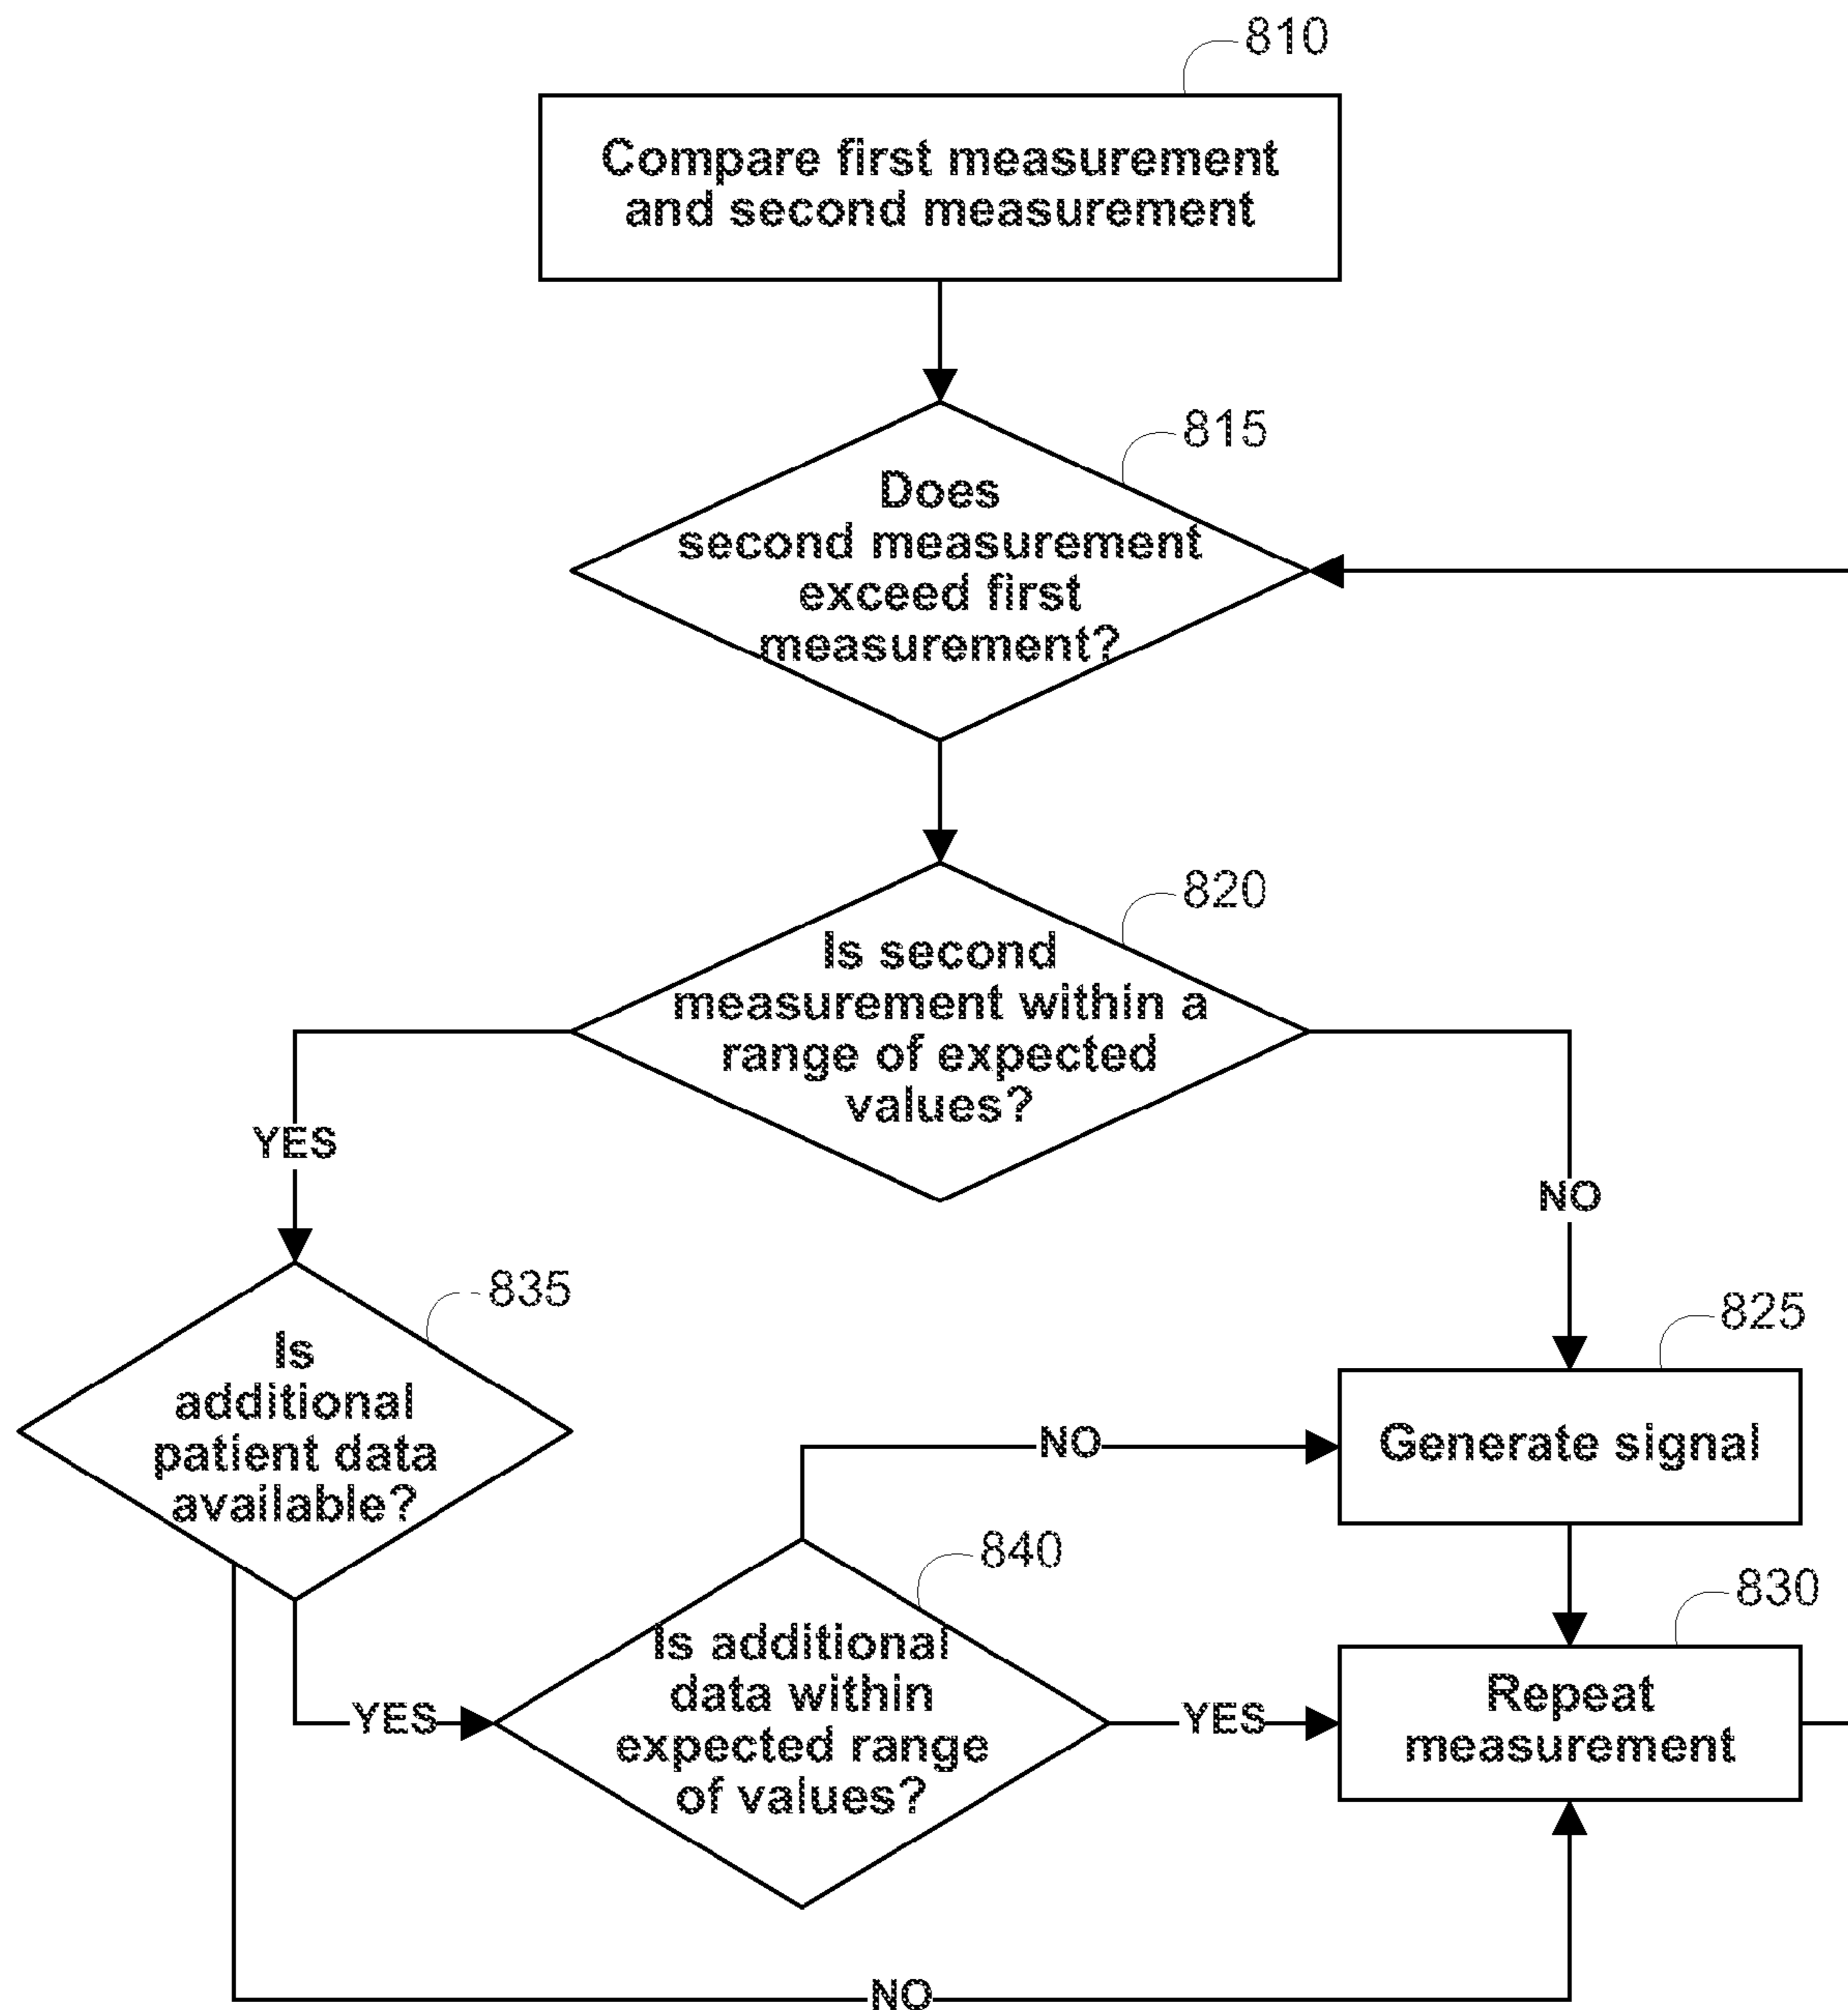 810
Compare first measurement
and second measurement
815
Does
second measurement
exceed first
measurement?
820
Is second
measurement within a
range of expected
values?
YES
NO
835
Is
additional
patient data
available?
825
Generate signal
NO
840
Is additional
data within
expected range
of values?
YES
YES
830
Repeat
measurement
NO